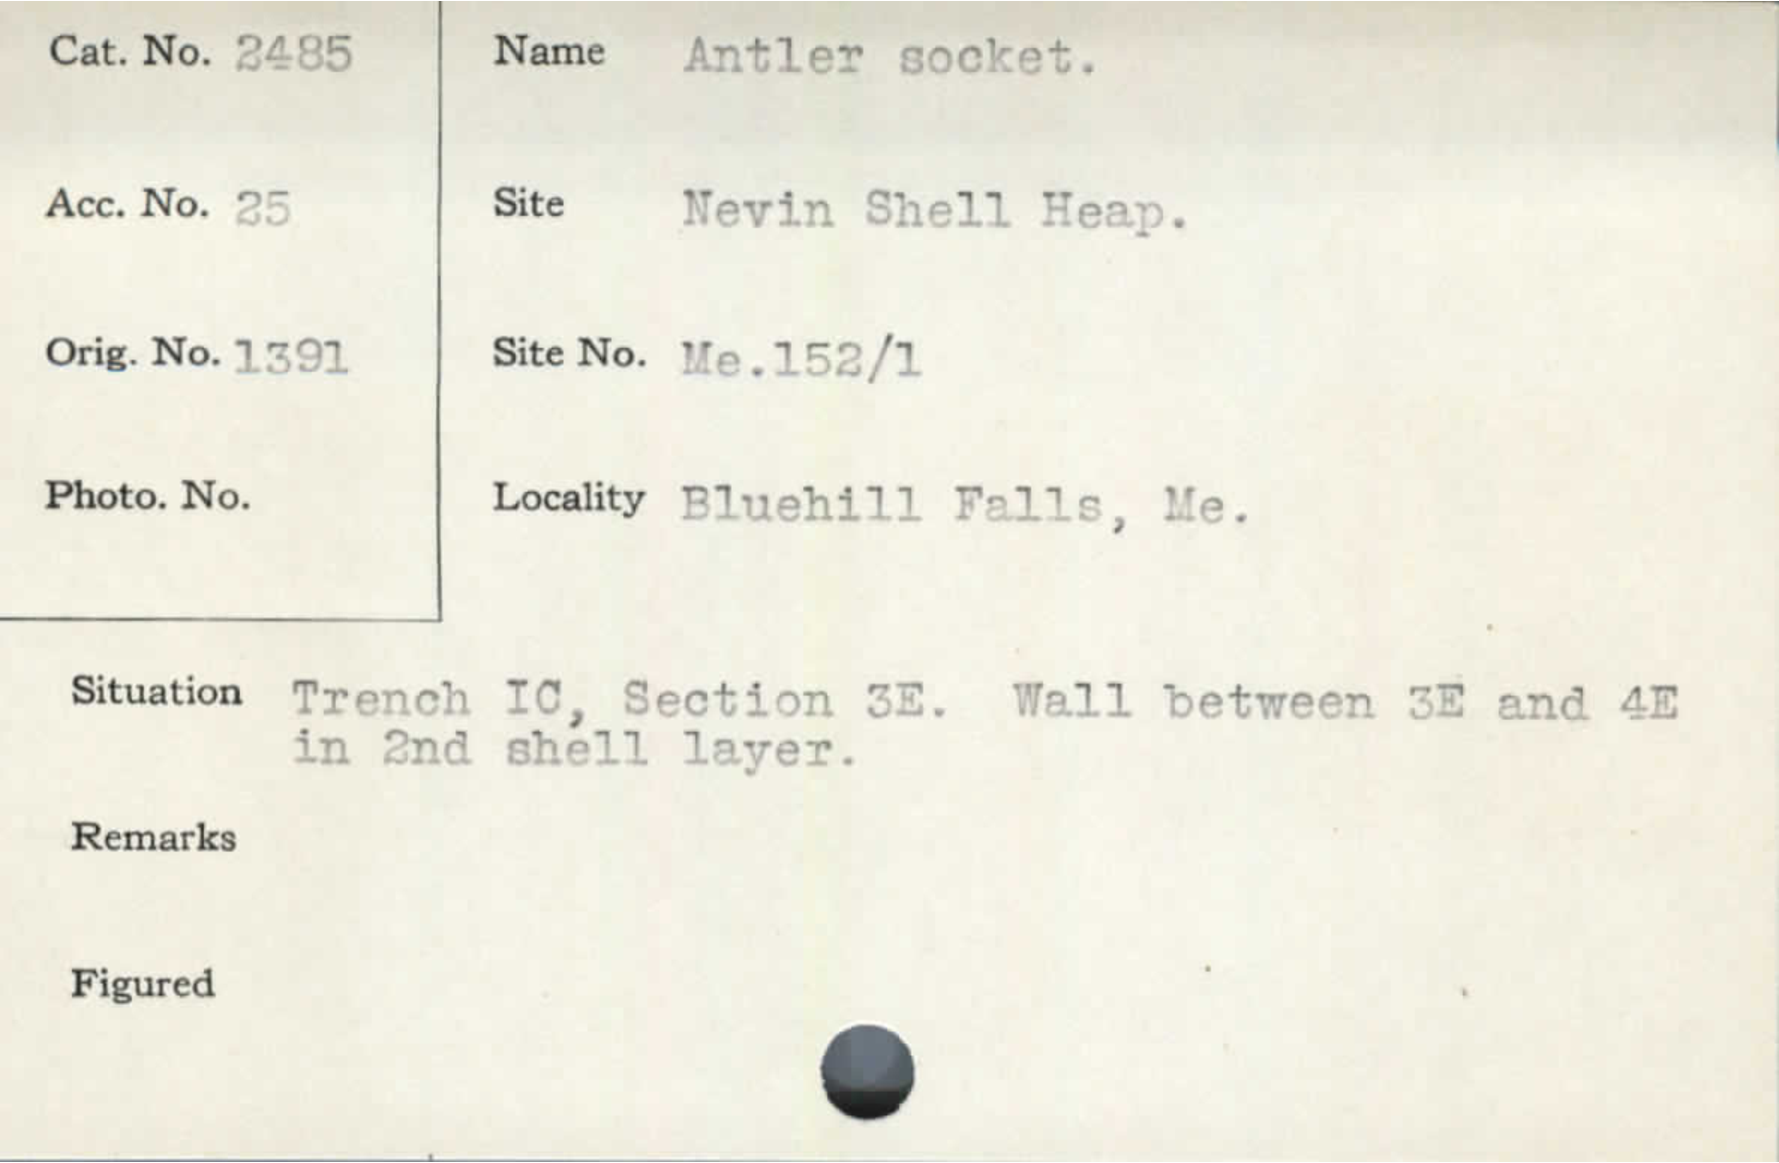 Cat. No. 2485
Name Antler socket.
Acc. No. 25
Site Nevin Shell Heap.
Orig. No. 1391
Site No. Me.152/1
Photo. No.
Locality Bluehill Falls, Me.
Situation Trench IC, Section 3E. Wall between 3E and 4E
in 2nd shell layer.
Remarks
Figured